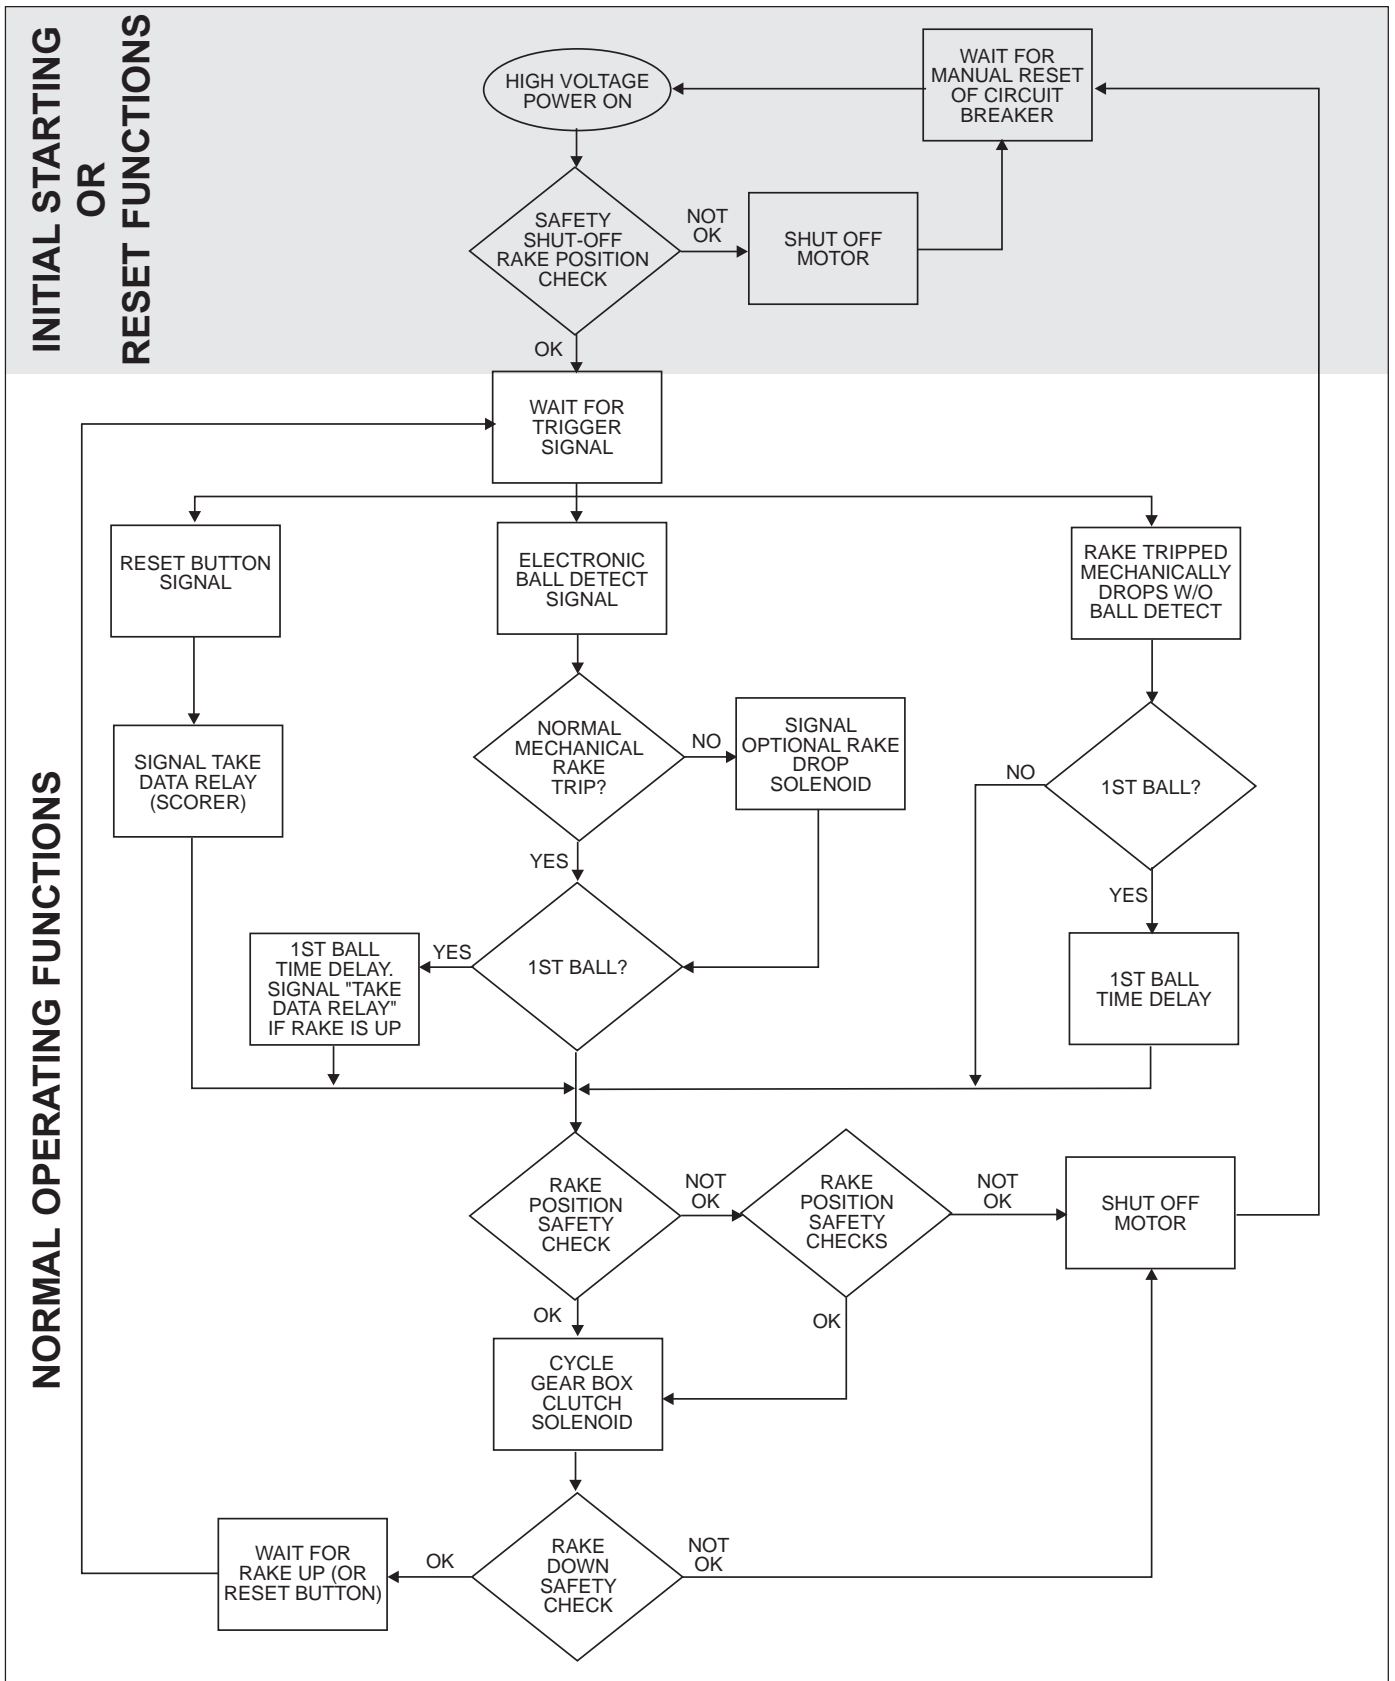 INITIAL STARTING
OR
RESET FUNCTIONS
HIGH VOLTAGE
POWER ON
WAIT FOR
MANUAL RESET
OF CIRCUIT
BREAKER
SAFETY
SHUT-OFF
RAKE POSITION
CHECK
NOT
OK
SHUT OFF
MOTOR
OK
NORMAL OPERATING FUNCTIONS
WAIT FOR
TRIGGER
SIGNAL
RESET BUTTON
SIGNAL
ELECTRONIC
BALL DETECT
SIGNAL
RAKE TRIPPED
MECHANICALLY
DROPS W/O
BALL DETECT
SIGNAL TAKE
DATA RELAY
(SCORER)
NORMAL
MECHANICAL
RAKE
TRIP?
NO
SIGNAL
OPTIONAL RAKE
DROP
SOLENOID
NO
1ST BALL?
YES
YES
1ST BALL
TIME DELAY.
SIGNAL "TAKE
DATA RELAY"
IF RAKE IS UP
YES
1ST BALL?
1ST BALL
TIME DELAY
RAKE
POSITION
SAFETY
CHECK
NOT
OK
RAKE
POSITION
SAFETY
CHECKS
NOT
OK
SHUT OFF
MOTOR
OK
OK
CYCLE
GEAR BOX
CLUTCH
SOLENOID
WAIT FOR
RAKE UP (OR
RESET BUTTON)
OK
RAKE
DOWN
SAFETY
CHECK
NOT
OK